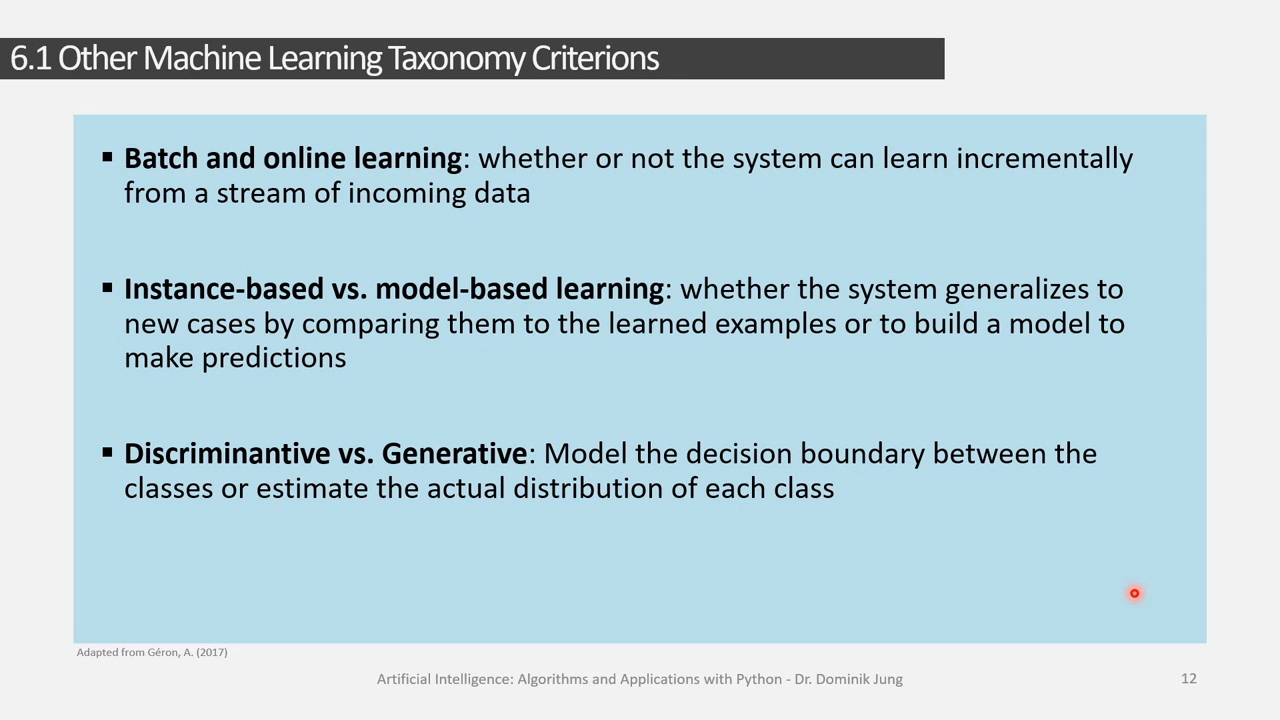 6.1 Other Machine Learning Taxonomy Criterions
▪ Batch and online learning: whether or not the system can learn incrementally
from a stream of incoming data
▪ Instance-based vs. model-based learning: whether the system generalizes to
new cases by comparing them to the learned examples or to build a model to
make predictions
▪ Discriminantive vs. Generative: Model the decision boundary between the
classes or estimate the actual distribution of each class
Adapted from Géron, A. (2017)
Artificial Intelligence: Algorithms and Applications with Python - Dr. Dominik Jung
12